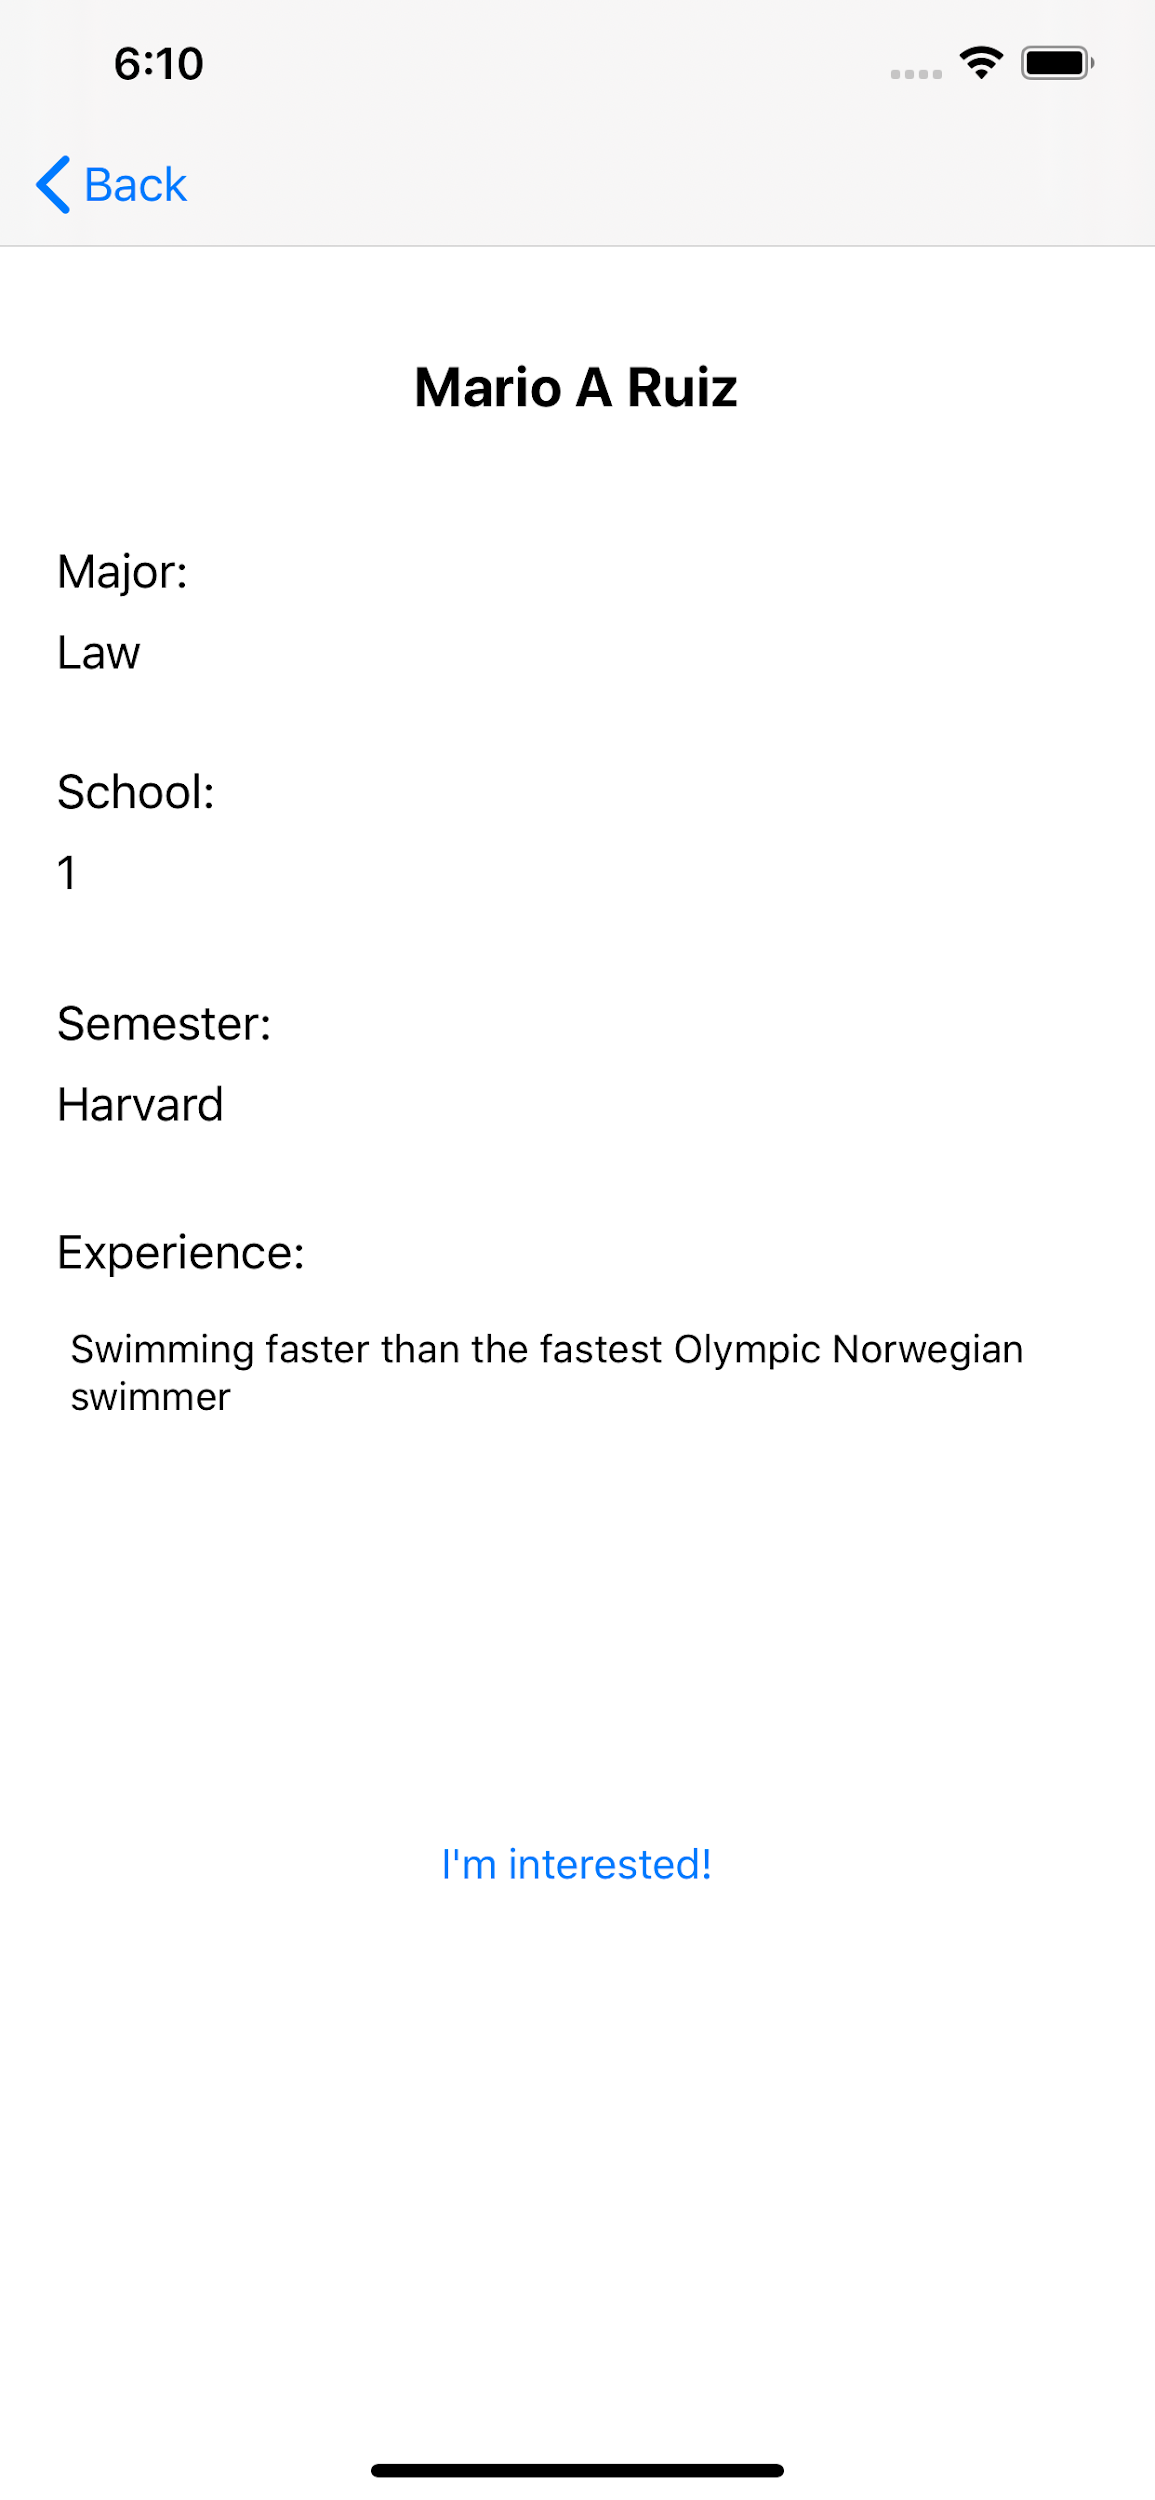 6:10
Back
Mario A Ruiz
Major:
Law
School:
1
Semester:
Harvard
Experience:
Swimming faster than the fastest Olympic Norwegian
swimmer
I'm interested!